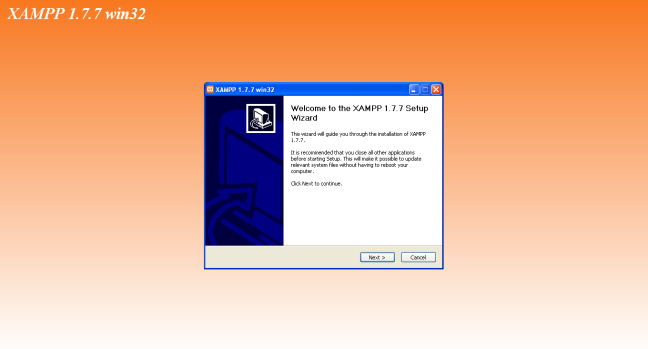 XAMPP 1.7.7 win32
XAMPP 1.7.7 win32
Welcome to the XAMPP 1.7.7 Setup
Wizard
This wizard will guide you through the installation of XAMPP
1.7.7.
It is recommended that you close all other applications
before starting Setup. This will make it possible to update
relevant system files without having to reboot your
computer.
Click Next to continue.
Next >
Cancel